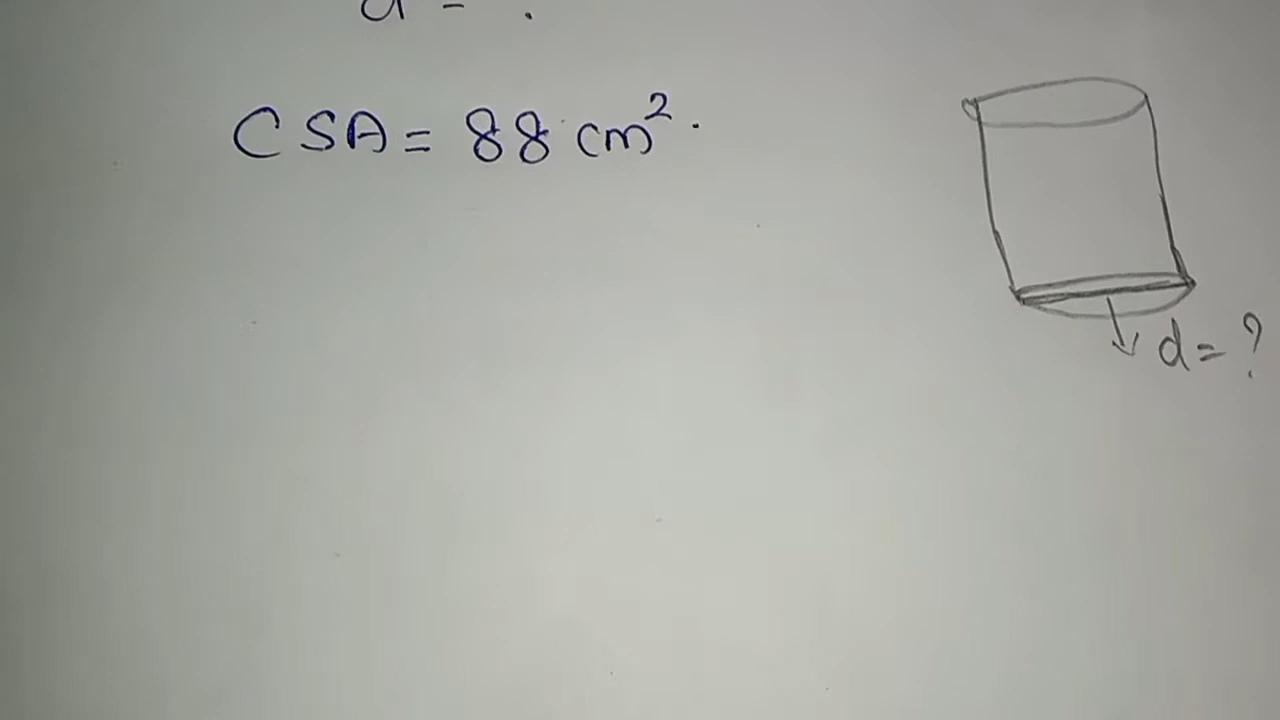 d = .
CSA = 88 cm².
d = ?